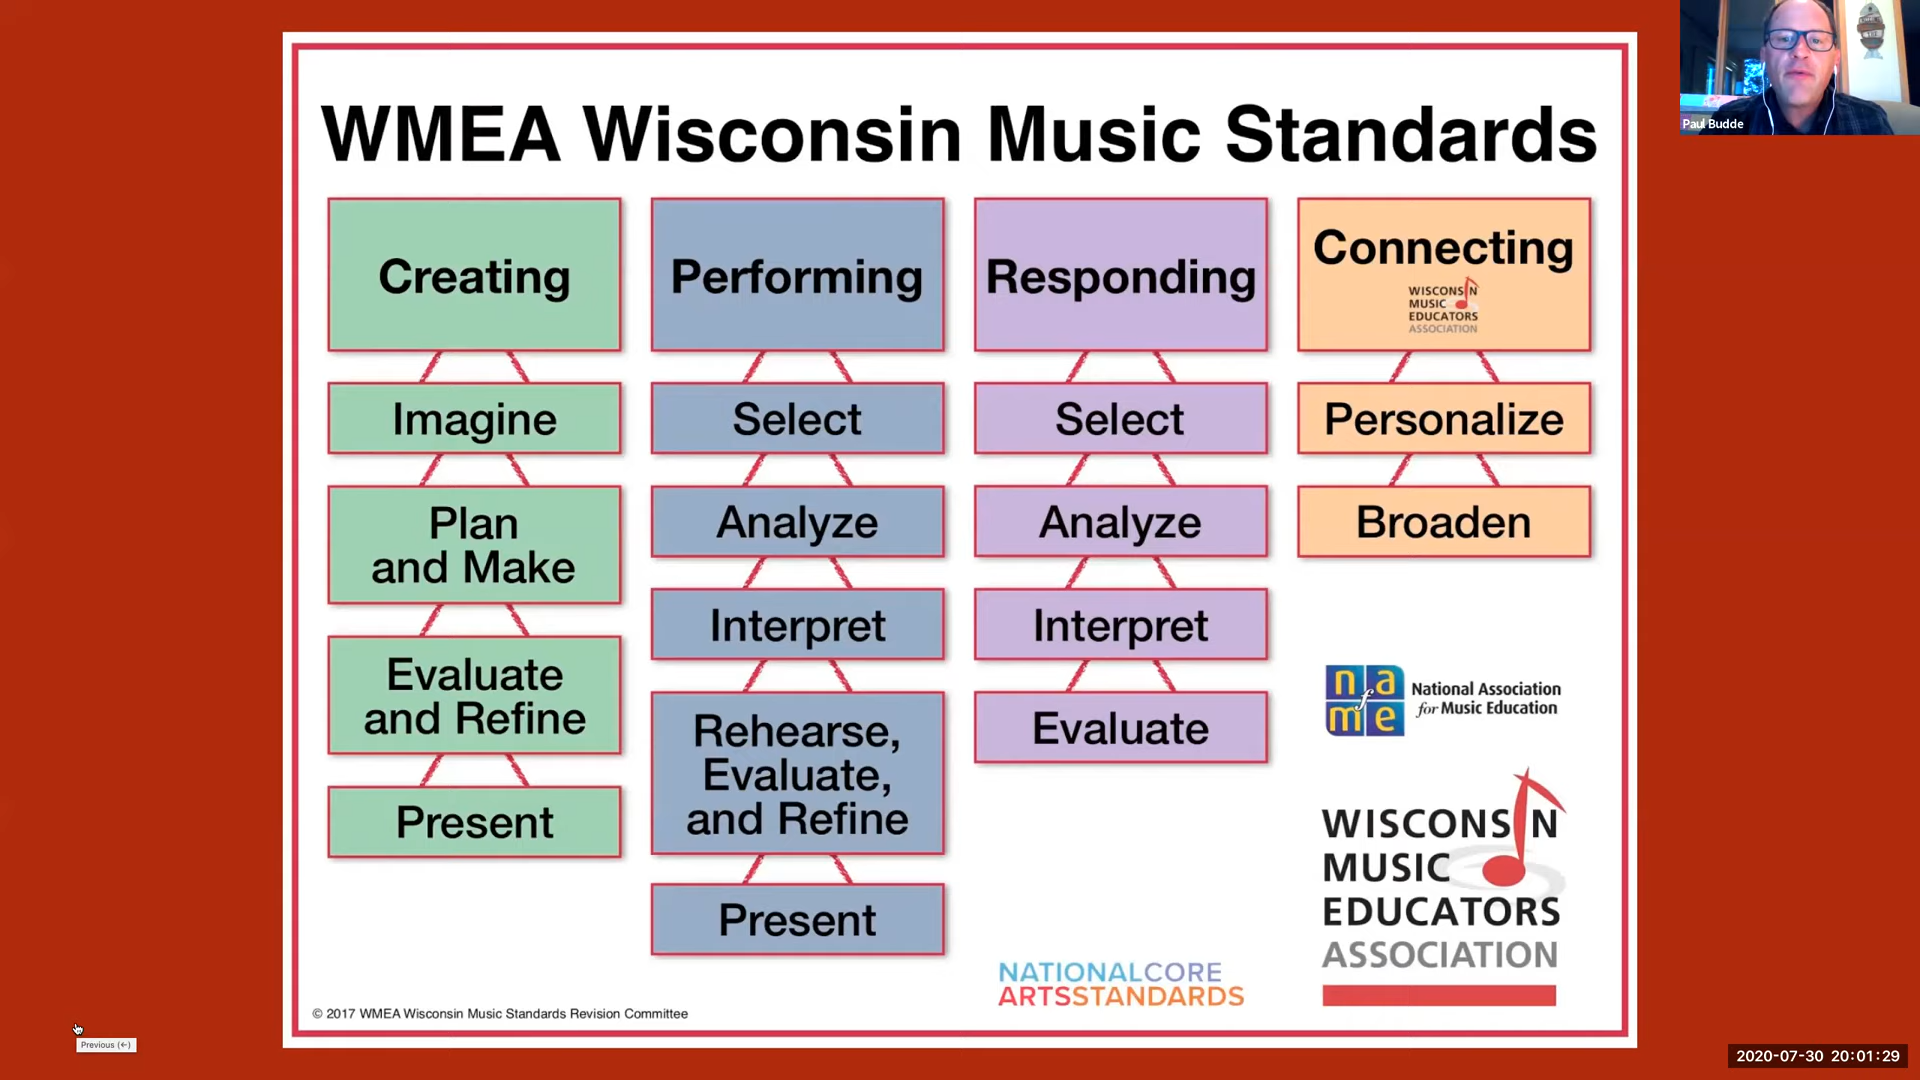 WMEA Wisconsin Music Standards
Creating
Imagine
Plan
and Make
Evaluate
and Refine
Present
Performing
Select
Analyze
Interpret
Rehearse,
Evaluate,
and Refine
Present
Responding
Select
Analyze
Interpret
Evaluate
Connecting
WISCONSIN
MUSIC
EDUCATORS
ASSOCIATION
Personalize
Broaden
na
f
me
National Association
for Music Education
WISCONSIN
MUSIC
EDUCATORS
ASSOCIATION
NATIONALCORE
ARTSSTANDARDS
© 2017 WMEA Wisconsin Music Standards Revision Committee
Paul Budde
Previous (←)
2020-07-30 20:01:29